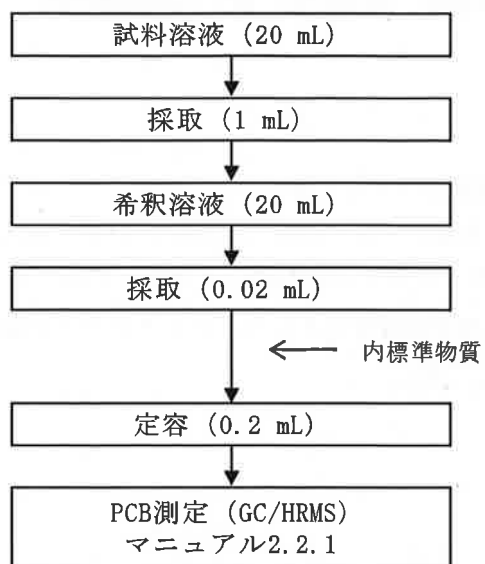 試料溶液 (20 mL)
採取 (1 mL)
希釈溶液 (20 mL)
採取 (0.02 mL)
内標準物質
定容 (0.2 mL)
PCB測定 (GC/HRMS)
マニュアル2.2.1